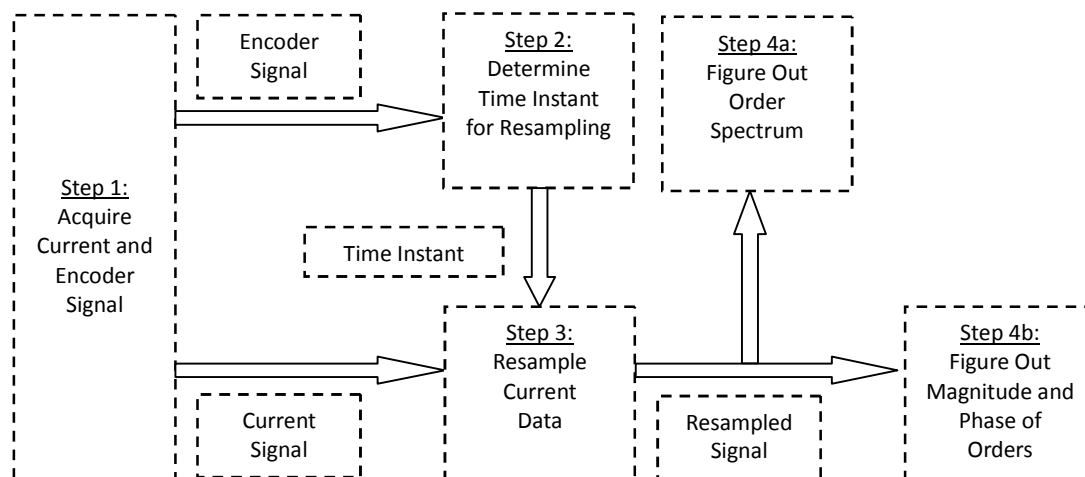 Step 1:
Acquire
Current and
Encoder
Signal
Encoder
Signal
Step 2:
Determine
Time Instant
for Resampling
Step 4a:
Figure Out
Order
Spectrum
Time Instant
Step 3:
Resample
Current
Data
Current
Signal
Resampled
Signal
Step 4b:
Figure Out
Magnitude and
Phase of
Orders